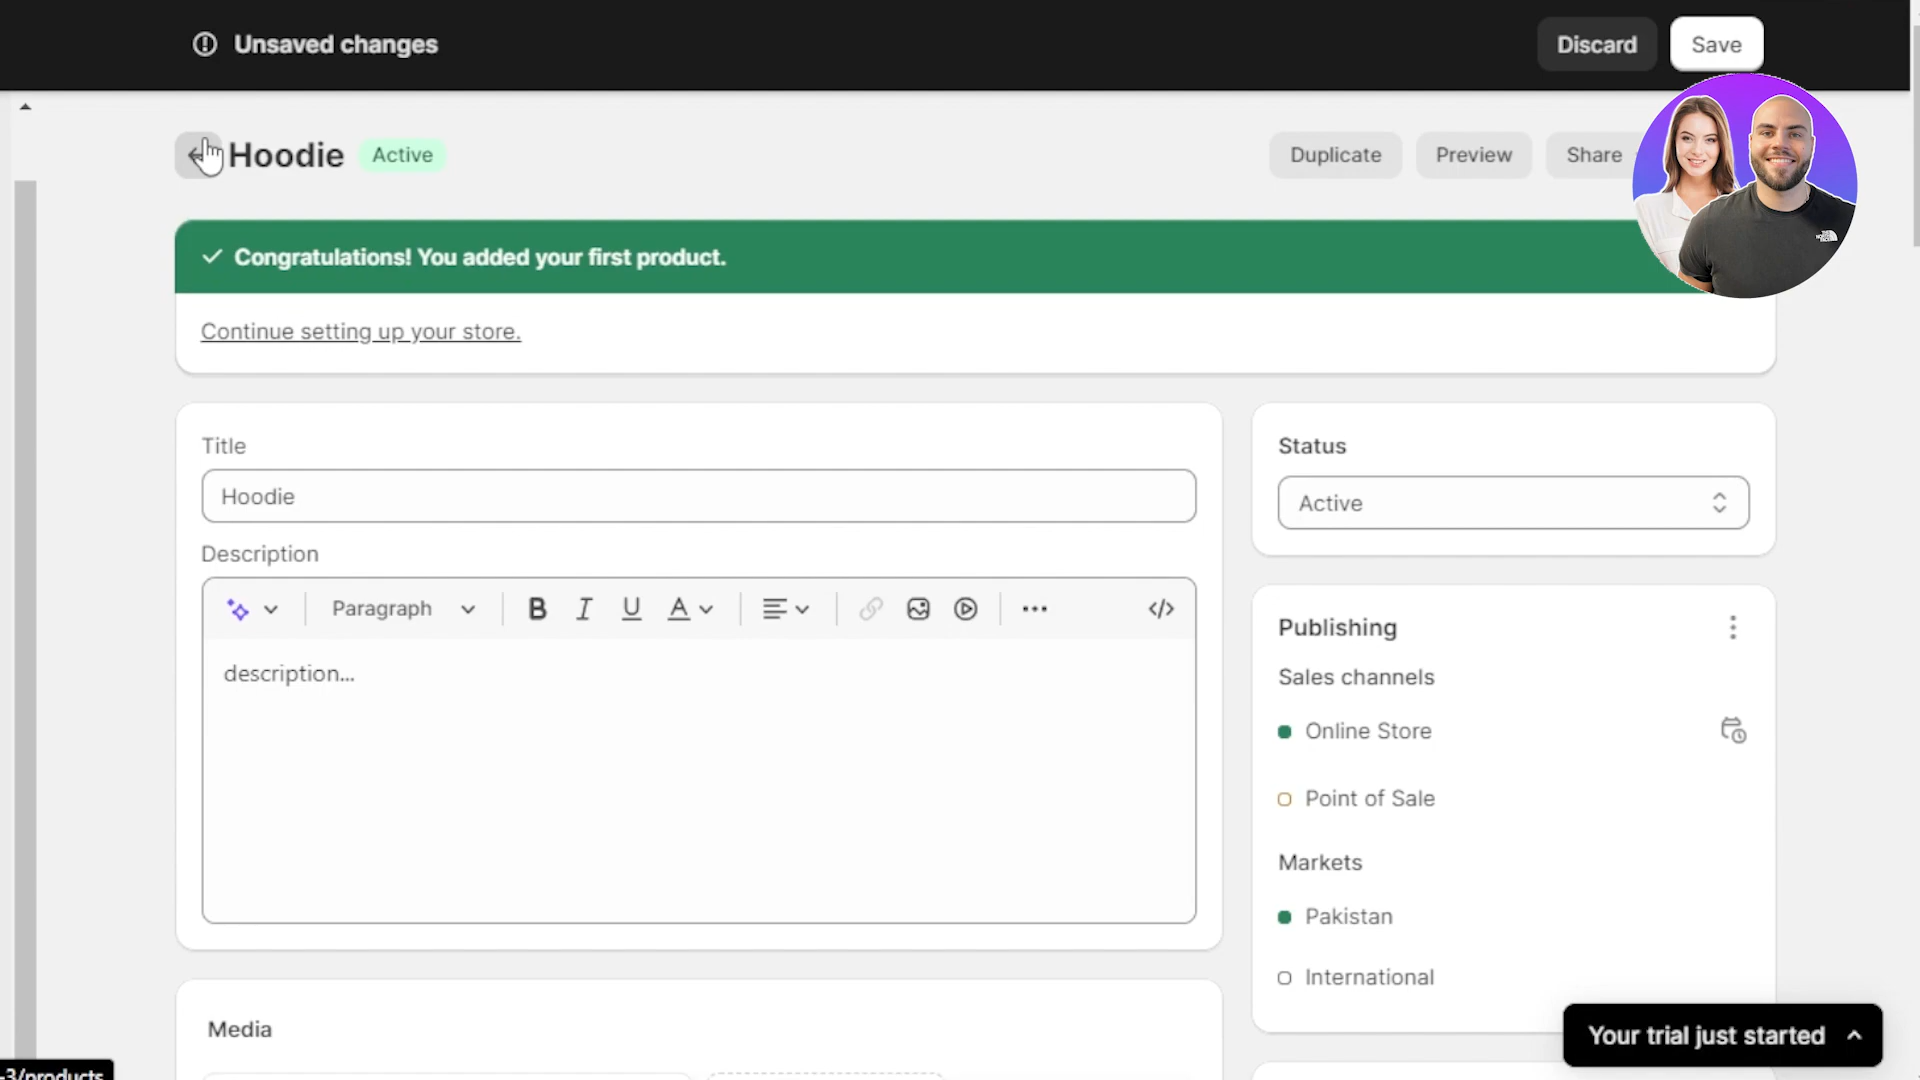 Unsaved changes
Discard
Save
Hoodie
Active
Duplicate
Preview
Share
Congratulations! You added your first product.
Continue setting up your store.
Title
Hoodie
Description
Paragraph
B I U A
</>
description...
Status
Active
Publishing
Sales channels
Online Store
Point of Sale
Markets
Pakistan
International
Media
Your trial just started
-3/products